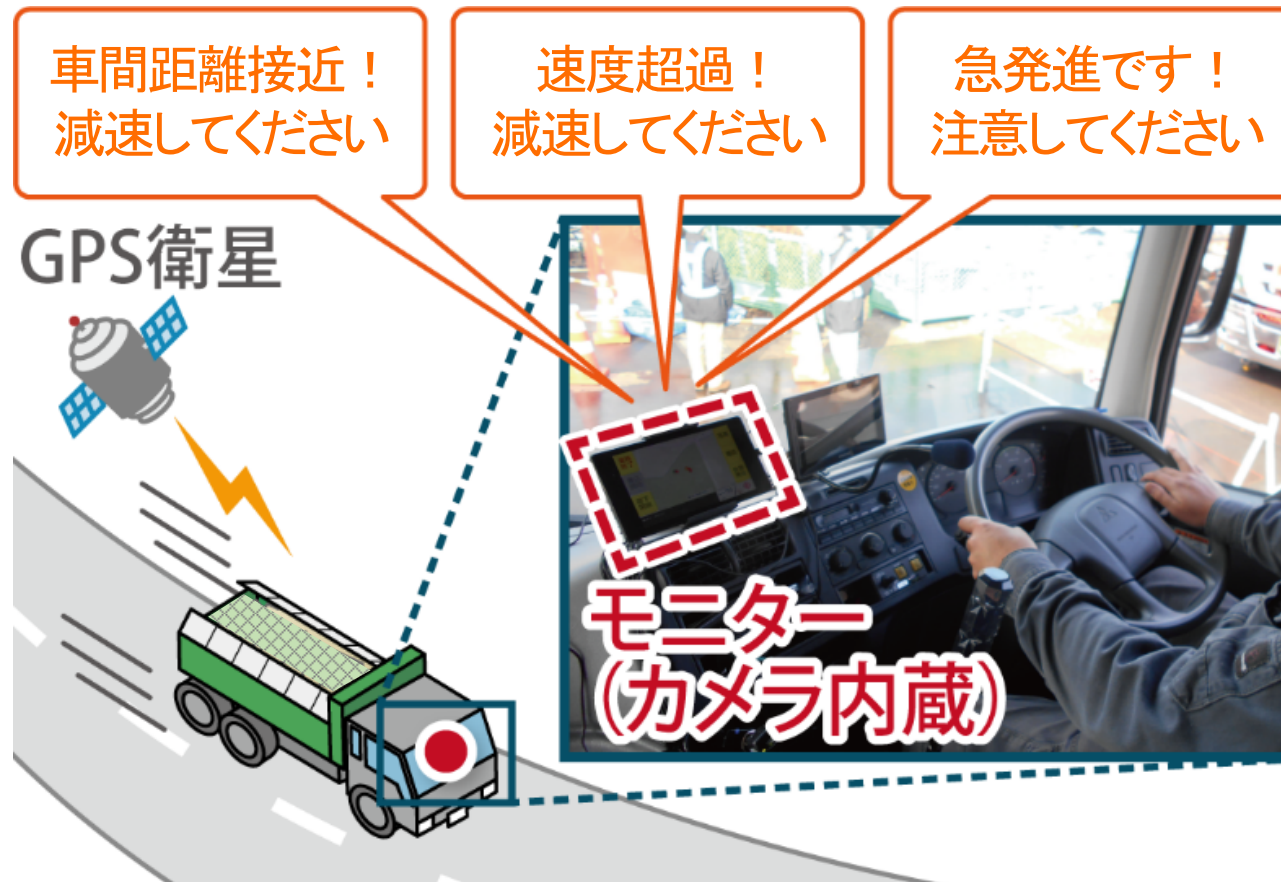 車間距離接近！
減速してください
速度超過！
減速してください
急発進です！
注意してください
GPS衛星
モニター
（カメラ内蔵）